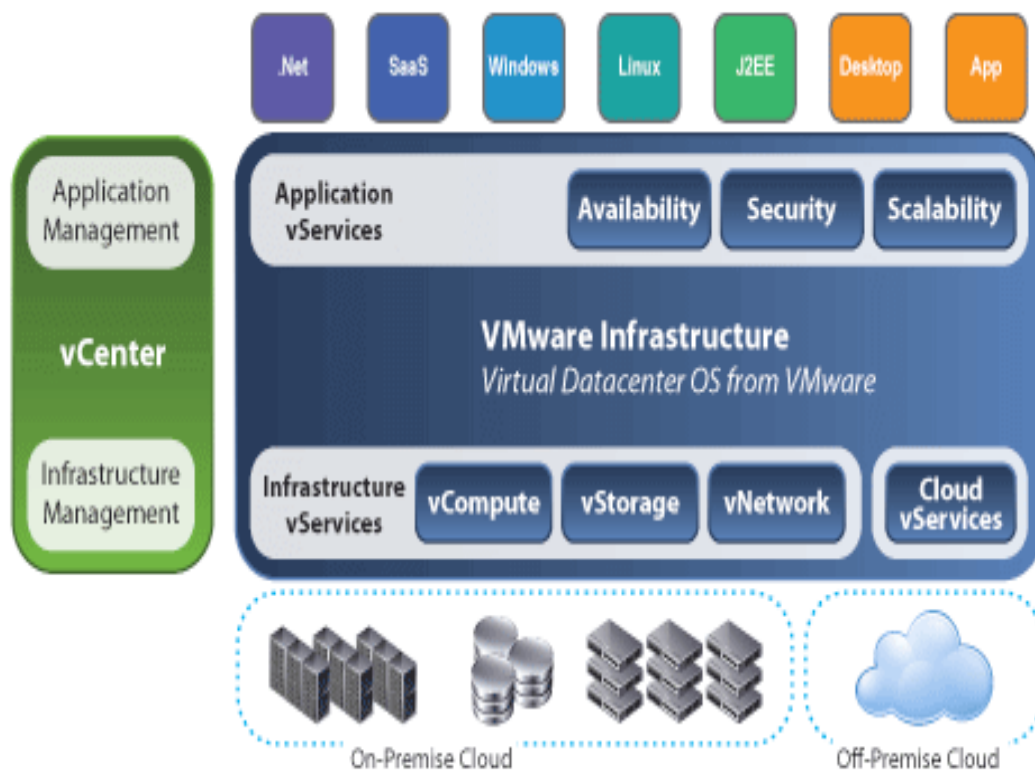 .Net
SaaS
Windows
Linux
J2EE
Desktop
App
Application
Management
vCenter
Infrastructure
Management
Application
vServices
Availability
Security
Scalability
VMware Infrastructure
Virtual Datacenter OS from VMware
Infrastructure
vServices
vCompute
vStorage
vNetwork
Cloud
vServices
On-Premise Cloud
Off-Premise Cloud